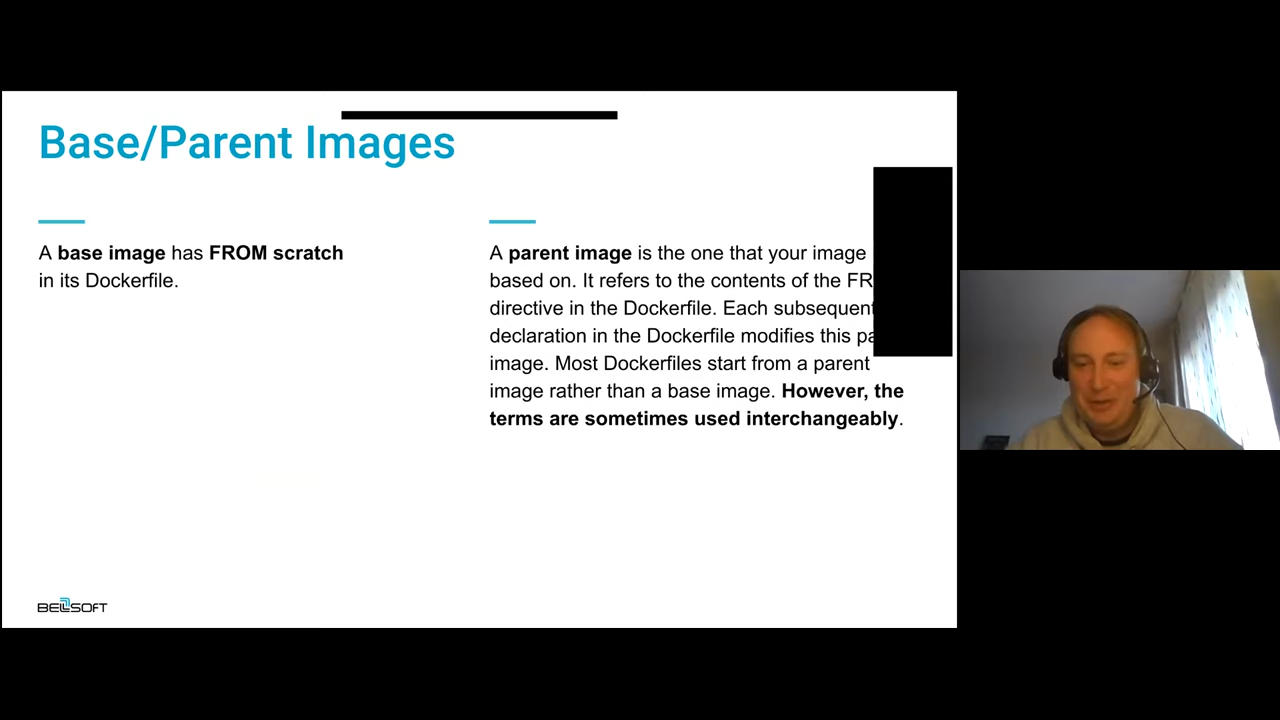 Base/Parent Images
A base image has FROM scratch
in its Dockerfile.
A parent image is the one that your image
based on. It refers to the contents of the
directive in the Dockerfile. Each subsequent
declaration in the Dockerfile modifies this
image. Most Dockerfiles start from a parent
image rather than a base image. However, the
terms are sometimes used interchangeably.
BELLSOFT